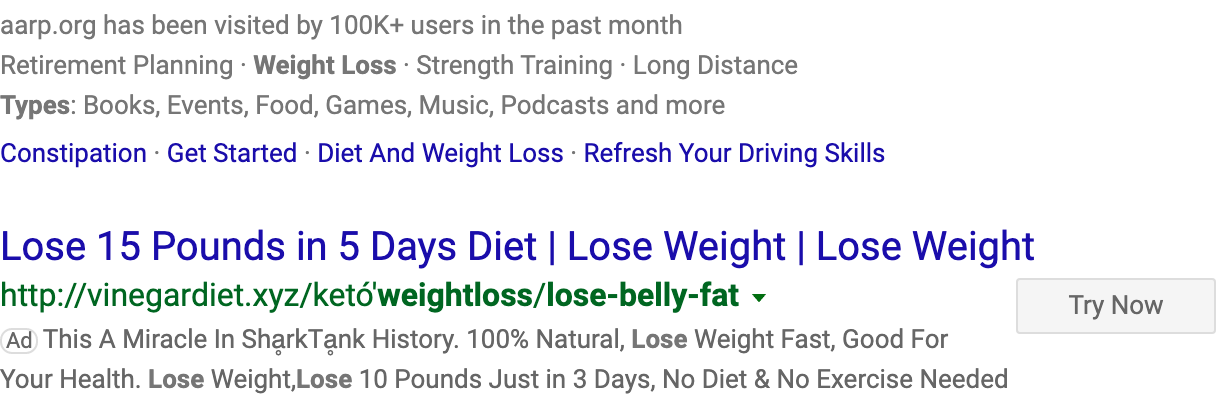 aarp.org has been visited by 100K+ users in the past month
Retirement Planning · Weight Loss · Strength Training · Long Distance
Types: Books, Events, Food, Games, Music, Podcasts and more
Constipation · Get Started · Diet And Weight Loss · Refresh Your Driving Skills
Lose 15 Pounds in 5 Days Diet | Lose Weight | Lose Weight
http://vinegardiet.xyz/ketó'weightloss/lose-belly-fat
Try Now
Ad This A Miracle In ShḁrkTḁnk History. 100% Natural, Lose Weight Fast, Good For
Your Health. Lose Weight,Lose 10 Pounds Just in 3 Days, No Diet & No Exercise Needed